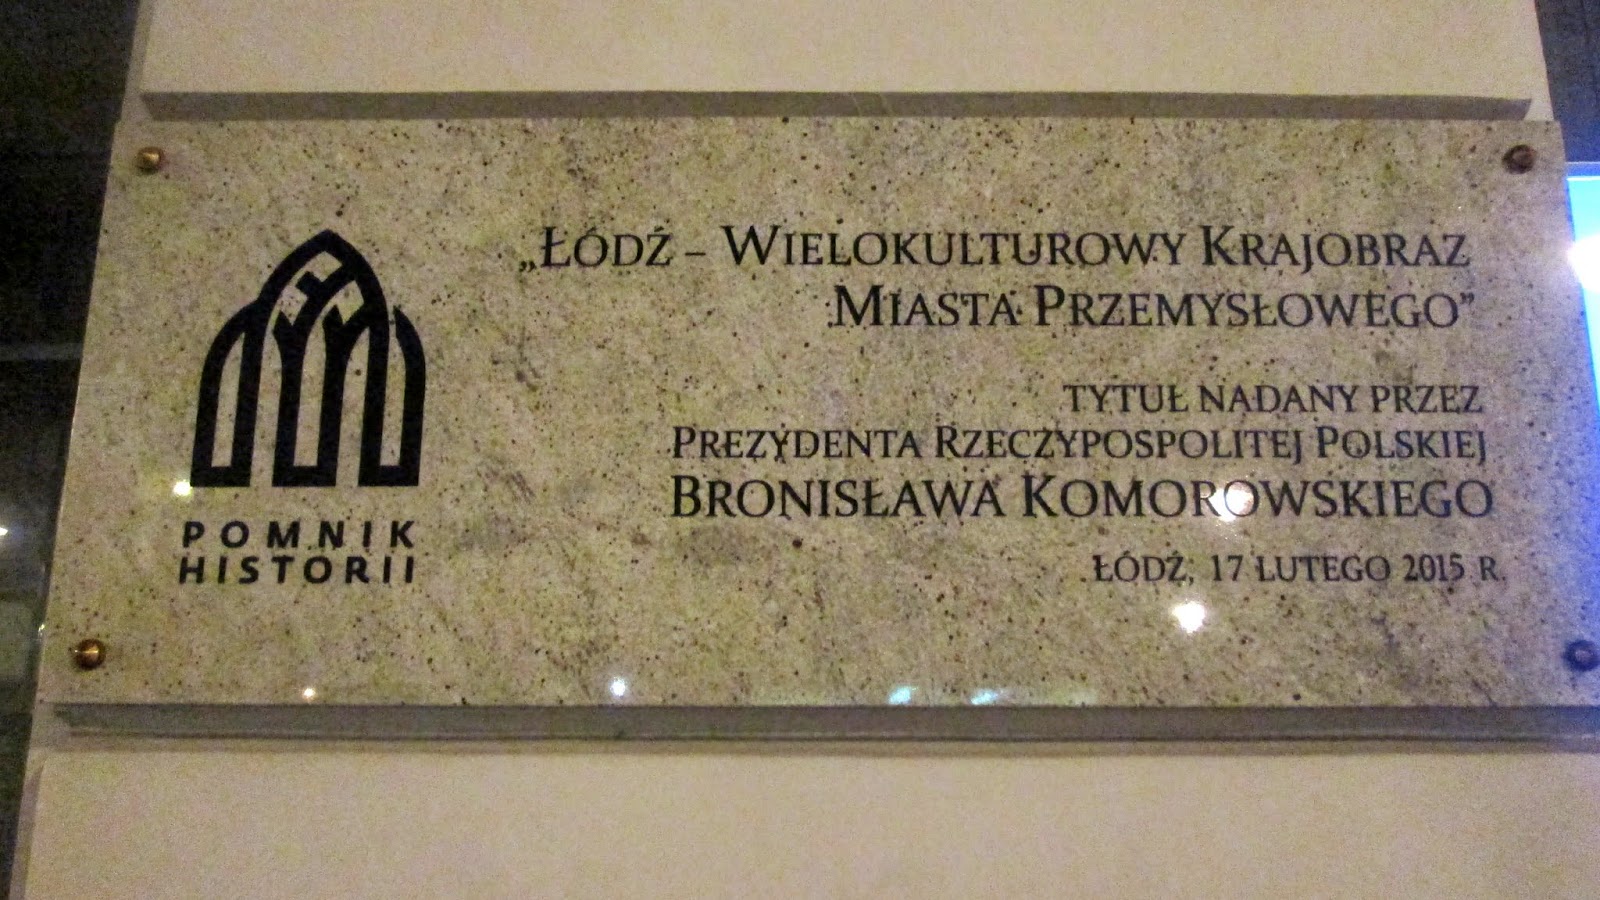 POMNIK
HISTORII
„ŁÓDŹ – WIELOKULTUROWY KRAJOBRAZ
MIASTA PRZEMYSŁOWEGO”
TYTUŁ NADANY PRZEZ
PREZYDENTA RZECZYPOSPOLITEJ POLSKIEJ
BRONISŁAWA KOMOROWSKIEGO
ŁÓDŹ, 17 LUTEGO 2015 R.